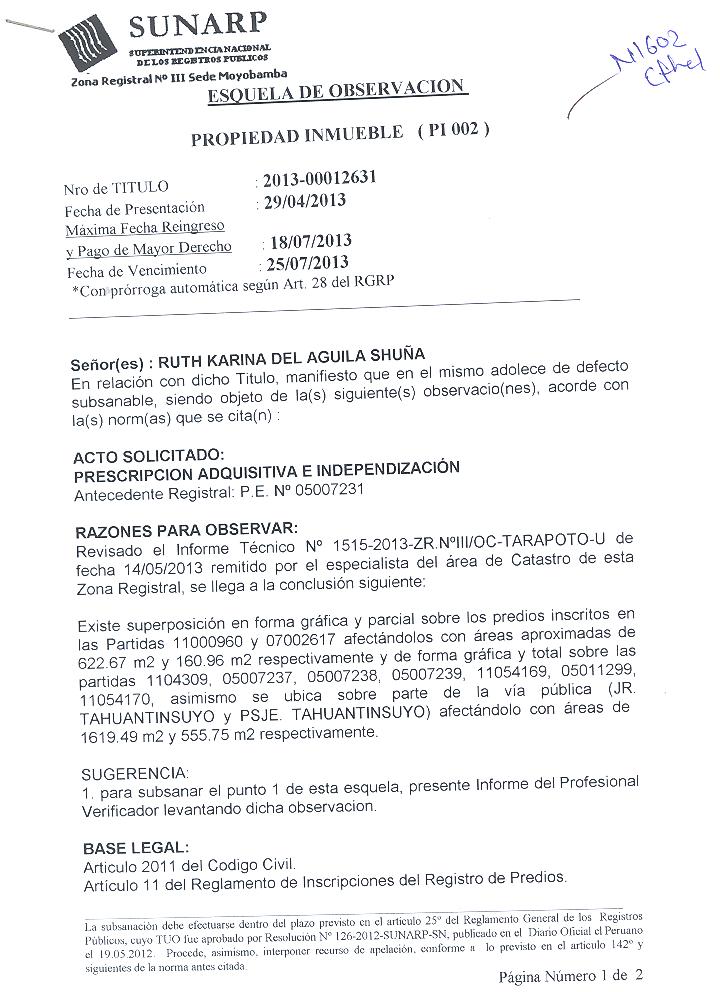 SUNARP
SUPERINTENDENCIA NACIONAL
DE LOS REGISTROS PUBLICOS
Zona Registral Nº III Sede Moyobamba
N1602
ESQUELA DE OBSERVACION
PROPIEDAD INMUEBLE ( PI 002 )
Nro de TITULO : 2013-00012631
Fecha de Presentación : 29/04/2013
Máxima Fecha Reingreso
y Pago de Mayor Derecho : 18/07/2013
Fecha de Vencimiento : 25/07/2013
*Con prórroga automática según Art. 28 del RGRP
Señor(es) : RUTH KARINA DEL AGUILA SHUÑA
En relación con dicho Titulo, manifiesto que en el mismo adolece de defecto
subsanable, siendo objeto de la(s) siguiente(s) observacio(nes), acorde con
la(s) norm(as) que se cita(n) :
ACTO SOLICITADO:
PRESCRIPCION ADQUISITIVA E INDEPENDIZACIÓN
Antecedente Registral: P.E. Nº 05007231
RAZONES PARA OBSERVAR:
Revisado el Informe Técnico Nº 1515-2013-ZR.NºIII/OC-TARAPOTO-U de
fecha 14/05/2013 remitido por el especialista del área de Catastro de esta
Zona Registral, se llega a la conclusión siguiente:
Existe superposición en forma gráfica y parcial sobre los predios inscritos en
las Partidas 11000960 y 07002617 afectándolos con áreas aproximadas de
622.67 m2 y 160.96 m2 respectivamente y de forma gráfica y total sobre las
partidas 1104309, 05007237, 05007238, 05007239, 11054169, 05011299,
11054170, asimismo se ubica sobre parte de la vía pública (JR.
TAHUANTINSUYO y PSJE. TAHUANTINSUYO) afectándolo con áreas de
1619.49 m2 y 555.75 m2 respectivamente.
SUGERENCIA:
1. para subsanar el punto 1 de esta esquela, presente Informe del Profesional
Verificador levantando dicha observacion.
BASE LEGAL:
Articulo 2011 del Codigo Civil.
Artículo 11 del Reglamento de Inscripciones del Registro de Predios.
La subsanación debe efectuarse dentro del plazo previsto en el articulo 25º del Reglamento General de los Registros
Públicos, cuyo TUO fue aprobado por Resolución Nº 126-2012-SUNARP-SN, publicado en el Diario Oficial el Peruano
el 19.05.2012. Procede, asimismo, interponer recurso de apelación, conforme a lo previsto en el artículo 142º y
siguientes de la norma antes citada.
Página Número 1 de 2